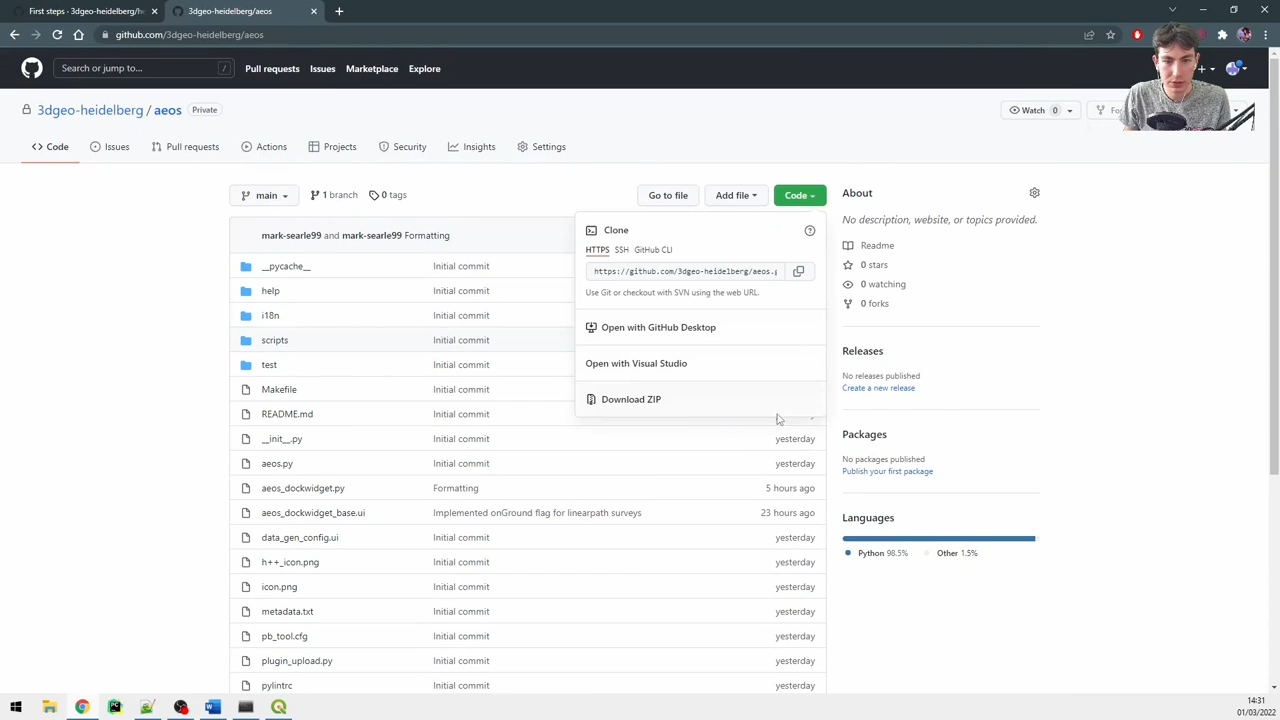 First steps - 3dgeo-heidelberg/he
3dgeo-heidelberg/aeos
github.com/3dgeo-heidelberg/aeos
Search or jump to...
/
Pull requests
Issues
Marketplace
Explore
3dgeo-heidelberg / aeos
Private
Watch 0
Code
Issues
Pull requests
Actions
Projects
Security
Insights
Settings
main
1 branch
0 tags
Go to file
Add file
Code
About
No description, website, or topics provided.
Readme
0 stars
0 watching
0 forks
Releases
No releases published
Create a new release
Packages
No packages published
Publish your first package
Languages
Python 98.5%
Other 1.5%
Clone
HTTPS SSH GitHub CLI
https://github.com/3dgeo-heidelberg/aeos.g
Use Git or checkout with SVN using the web URL.
Open with GitHub Desktop
Open with Visual Studio
Download ZIP
mark-searle99 and mark-searle99 Formatting
__pycache__ Initial commit
help Initial commit
i18n Initial commit
scripts Initial commit
test Initial commit
Makefile Initial commit
README.md Initial commit
__init__.py Initial commit yesterday
aeos.py Initial commit yesterday
aeos_dockwidget.py Formatting 5 hours ago
aeos_dockwidget_base.ui Implemented onGround flag for linearpath surveys 23 hours ago
data_gen_config.ui Initial commit yesterday
h++_icon.png Initial commit yesterday
icon.png Initial commit yesterday
metadata.txt Initial commit yesterday
pb_tool.cfg Initial commit yesterday
plugin_upload.py Initial commit yesterday
pylintrc Initial commit yesterday
14:31
01/03/2022